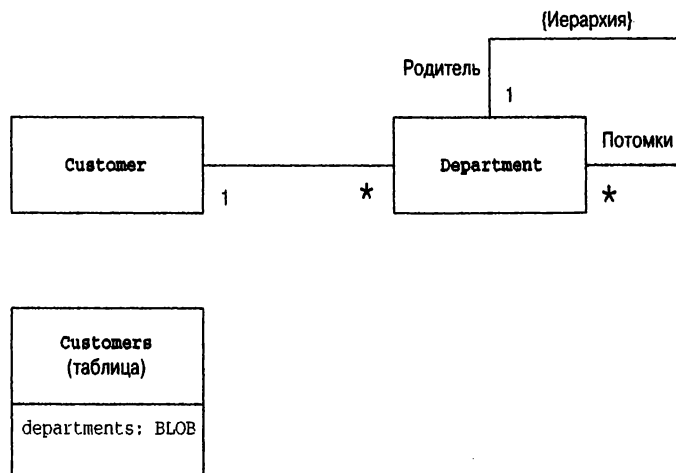 {Иерархия}
Родитель
1
Customer
Department
Потомки
1
*
*
Customers
(таблица)
departments: BLOB